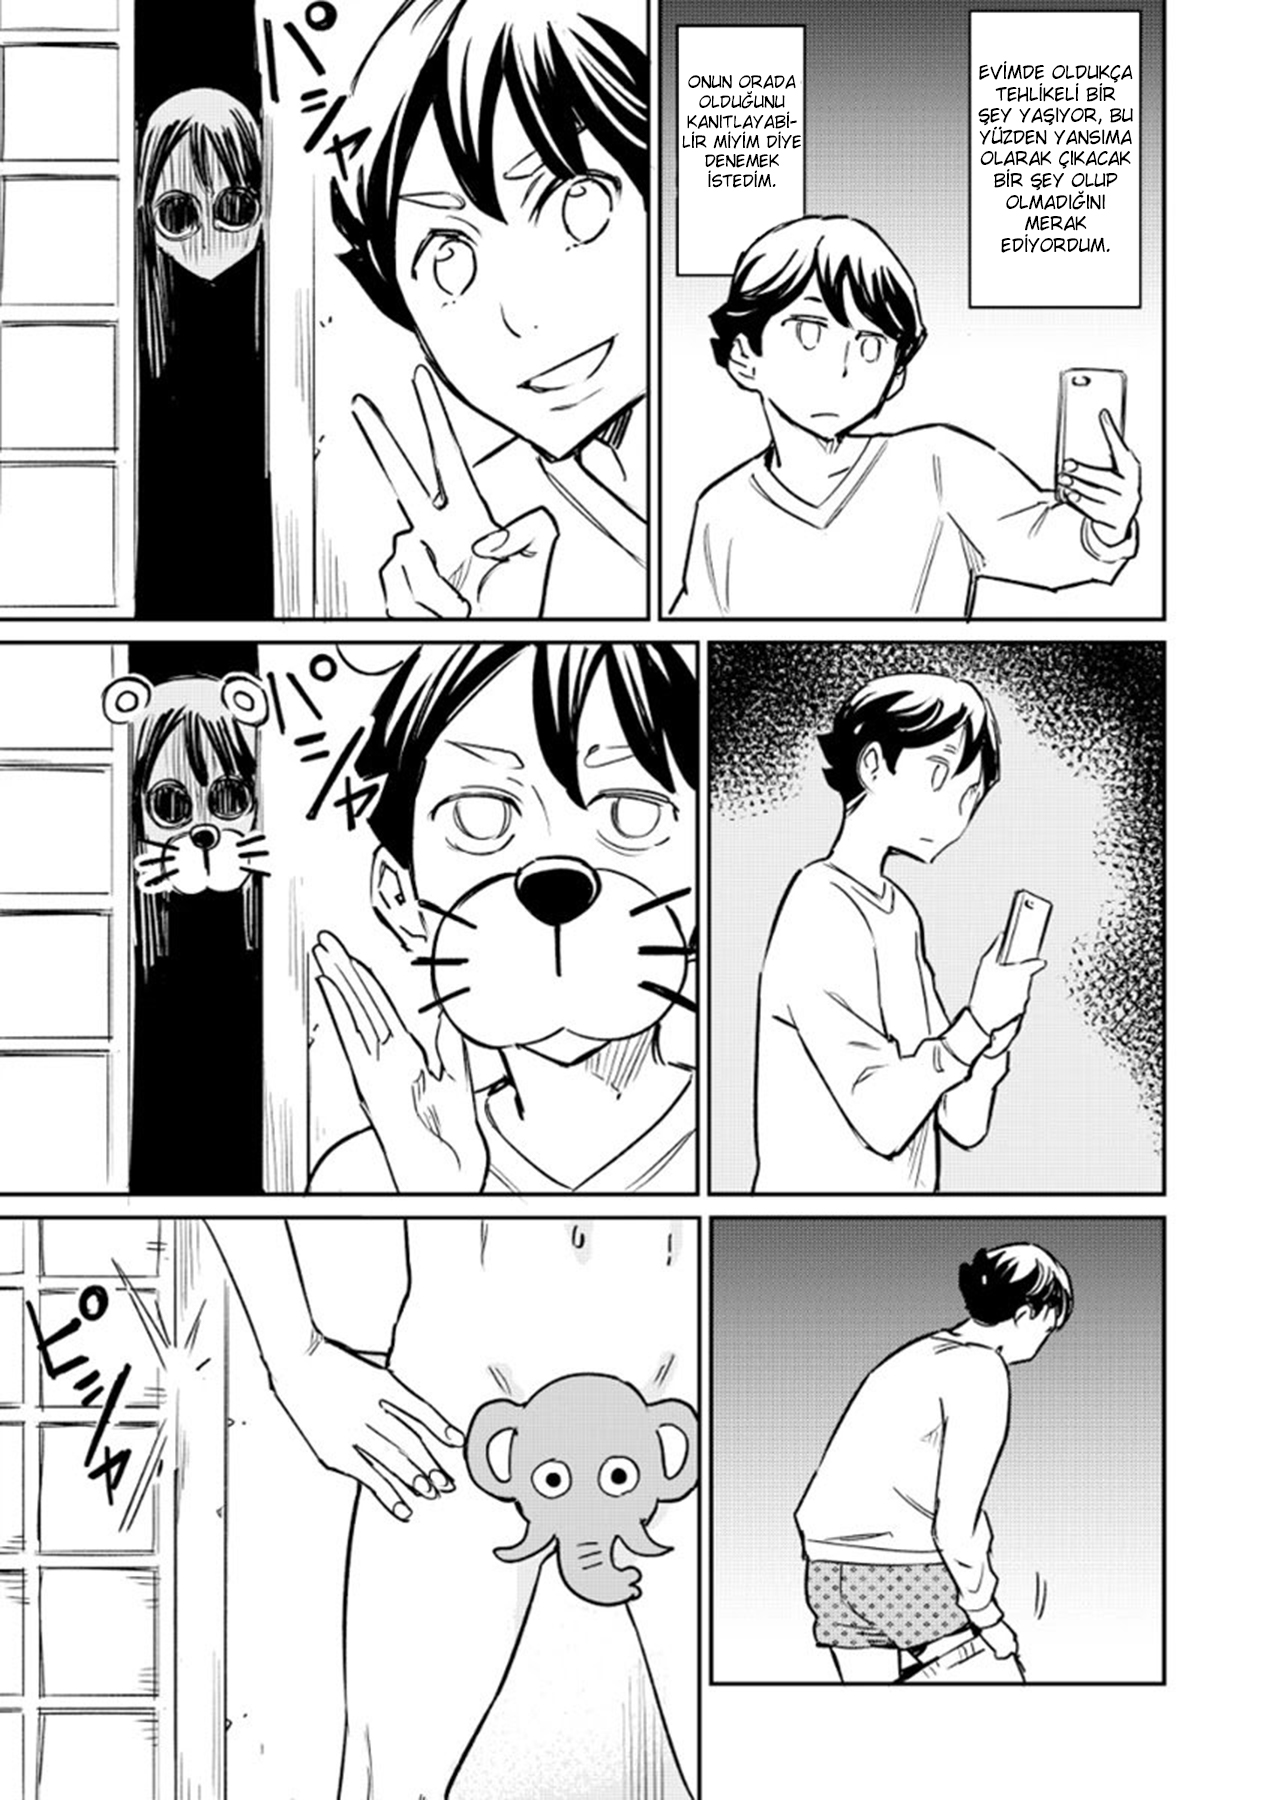 EVİMDE OLDUKÇA
TEHLİKELİ BİR
ŞEY YAŞIYOR, BU
YÜZDEN YANSIMA
OLARAK ÇIKACAK
BİR ŞEY OLUP
OLMADIĞINI
MERAK
EDİYORDUM.
ONUN ORADA
OLDUĞUNU
KANITLAYABİ-
LİR MİYİM DİYE
DENEMEK
İSTEDİM.
パシャ
パシャ
ピシャ